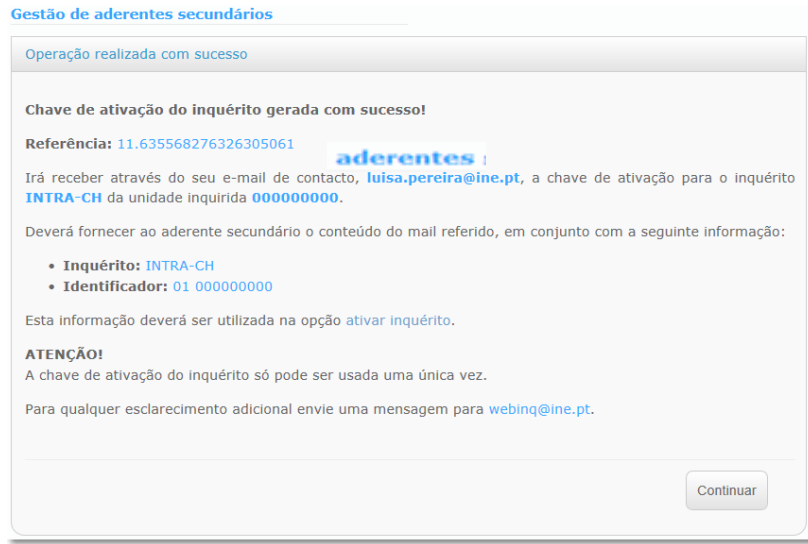 Gestão de aderentes secundários
Operação realizada com sucesso
Chave de ativação do inquérito gerada com sucesso!
Referência: 11.635568276326305061
aderentes
Irá receber através do seu e-mail de contacto, luisa.pereira@ine.pt, a chave de ativação para o inquérito
INTRA-CH da unidade inquirida 000000000.
Deverá fornecer ao aderente secundário o conteúdo do mail referido, em conjunto com a seguinte informação:
• Inquérito: INTRA-CH
• Identificador: 01 000000000
Esta informação deverá ser utilizada na opção ativar inquérito.
ATENÇÃO!
A chave de ativação do inquérito só pode ser usada uma única vez.
Para qualquer esclarecimento adicional envie uma mensagem para webinq@ine.pt.
Continuar